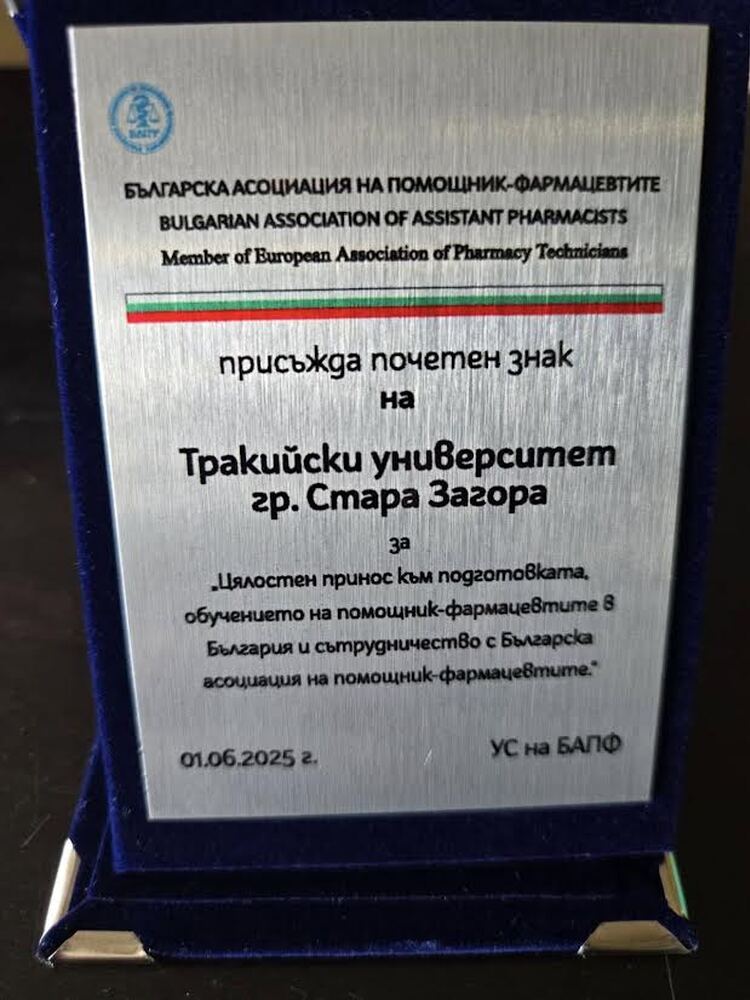 БАПФ
БЪЛГАРСКА АСОЦИАЦИЯ НА ПОМОЩНИК-ФАРМАЦЕВТИТЕ
BULGARIAN ASSOCIATION OF ASSISTANT PHARMACISTS
Member of European Association of Pharmacy Technicians
присъжда почетен знак
на
Тракийски университет
гр. Стара Загора
за
„Цялостен принос към подготовката,
обучението на помощник-фармацевтите в
България и сътрудничество с Българска
асоциация на помощник-фармацевтите."
01.06.2025 г.
УС на БАПФ